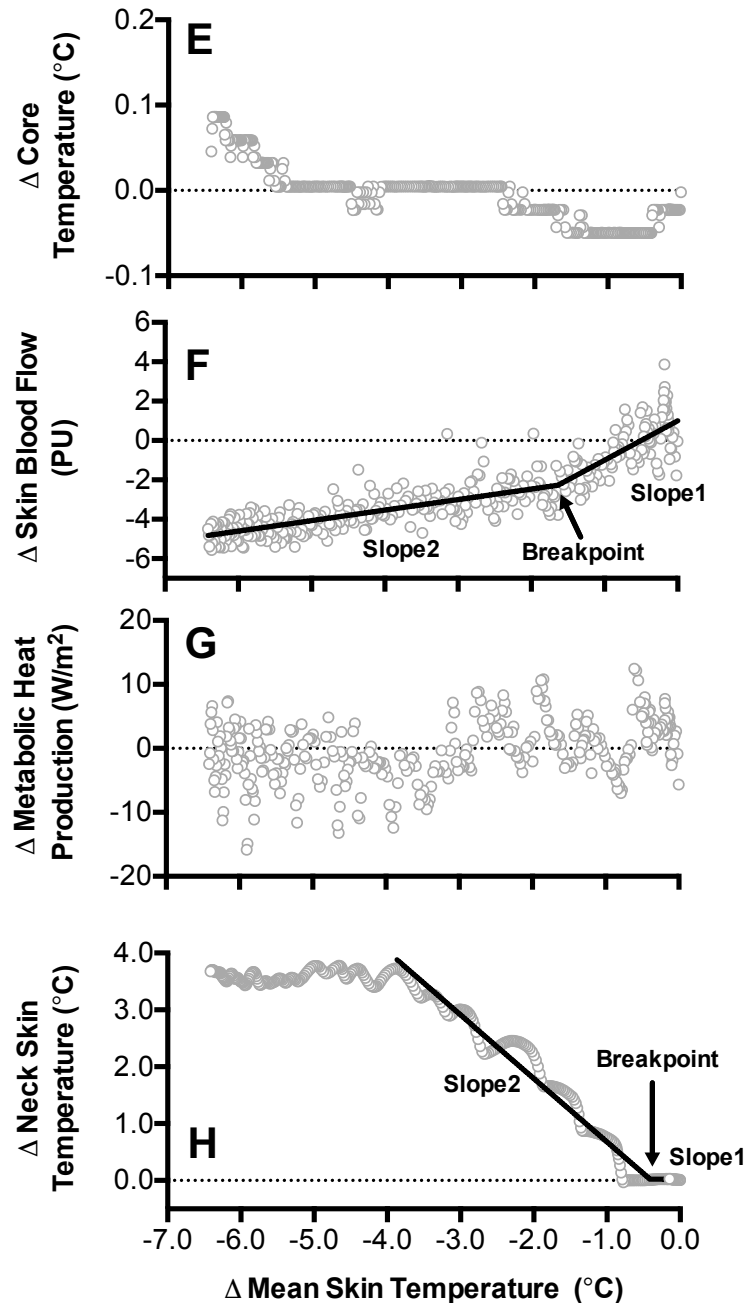 E
Δ Core
Temperature (°C)
0.2
0.1
0.0
-0.1
F
Δ Skin Blood Flow
(PU)
6
4
2
0
-2
-4
-6
Slope1
Slope2
Breakpoint
G
Δ Metabolic Heat
Production (W/m²)
20
10
0
-10
-20
H
Δ Neck Skin
Temperature (°C)
4.0
3.0
2.0
1.0
0.0
Breakpoint
Slope2
Slope1
-7.0 -6.0 -5.0 -4.0 -3.0 -2.0 -1.0 0.0
Δ Mean Skin Temperature (°C)